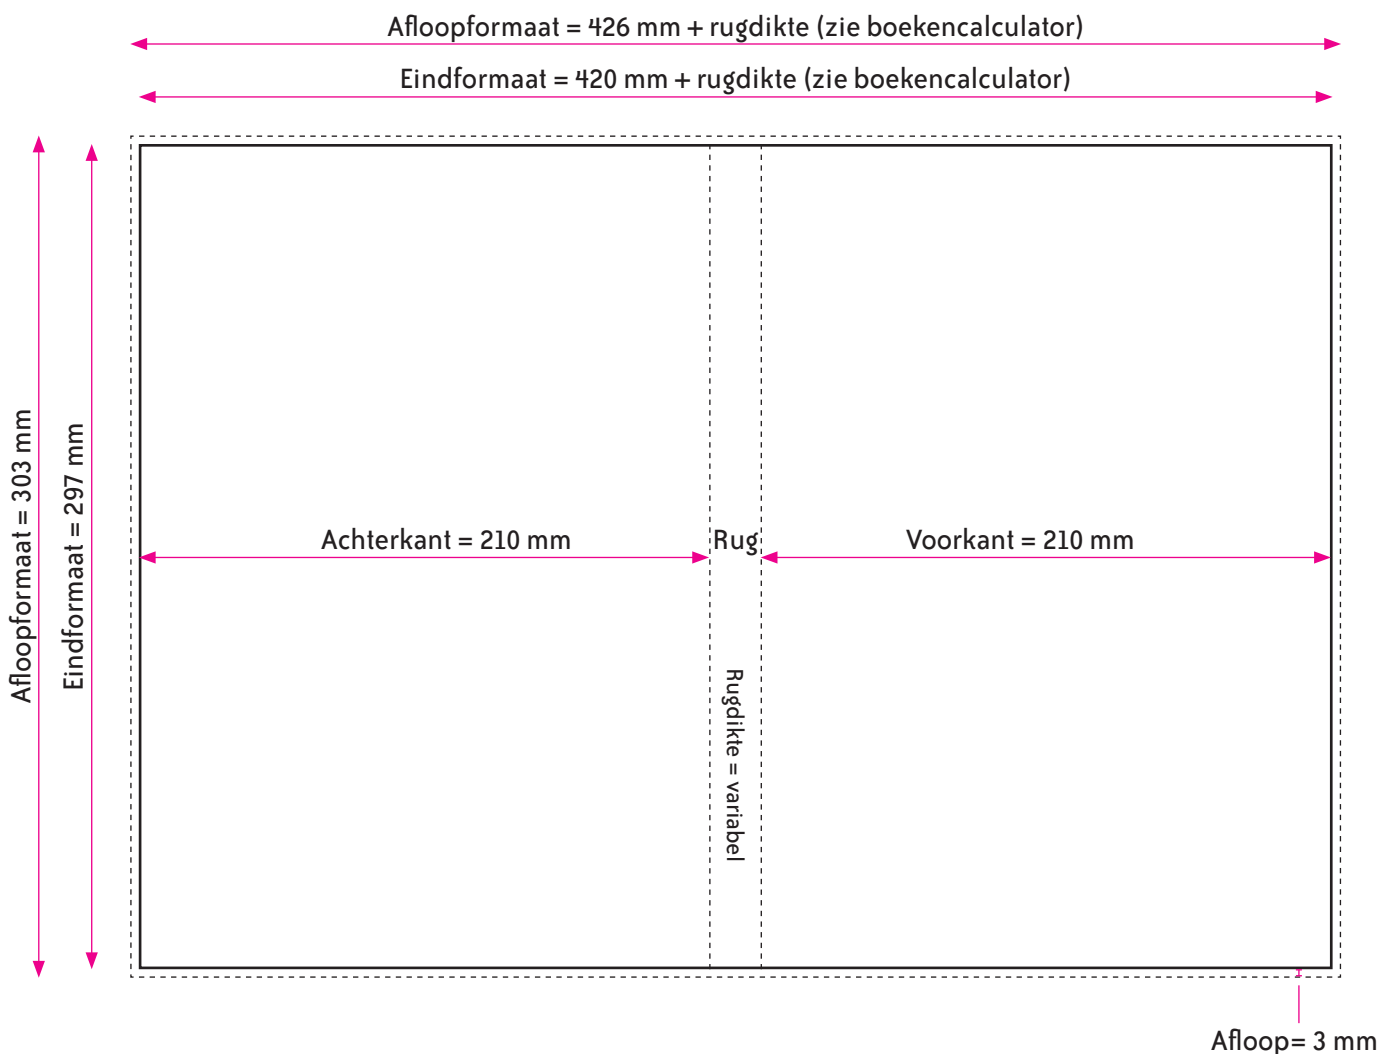 Afloopformaat = 426 mm + rugdikte (zie boekencalculator)
Eindformaat = 420 mm + rugdikte (zie boekencalculator)
Afloopformaat = 303 mm
Eindformaat = 297 mm
Achterkant = 210 mm
Rug
Voorkant = 210 mm
Rugdikte = variabel
Afloop= 3 mm